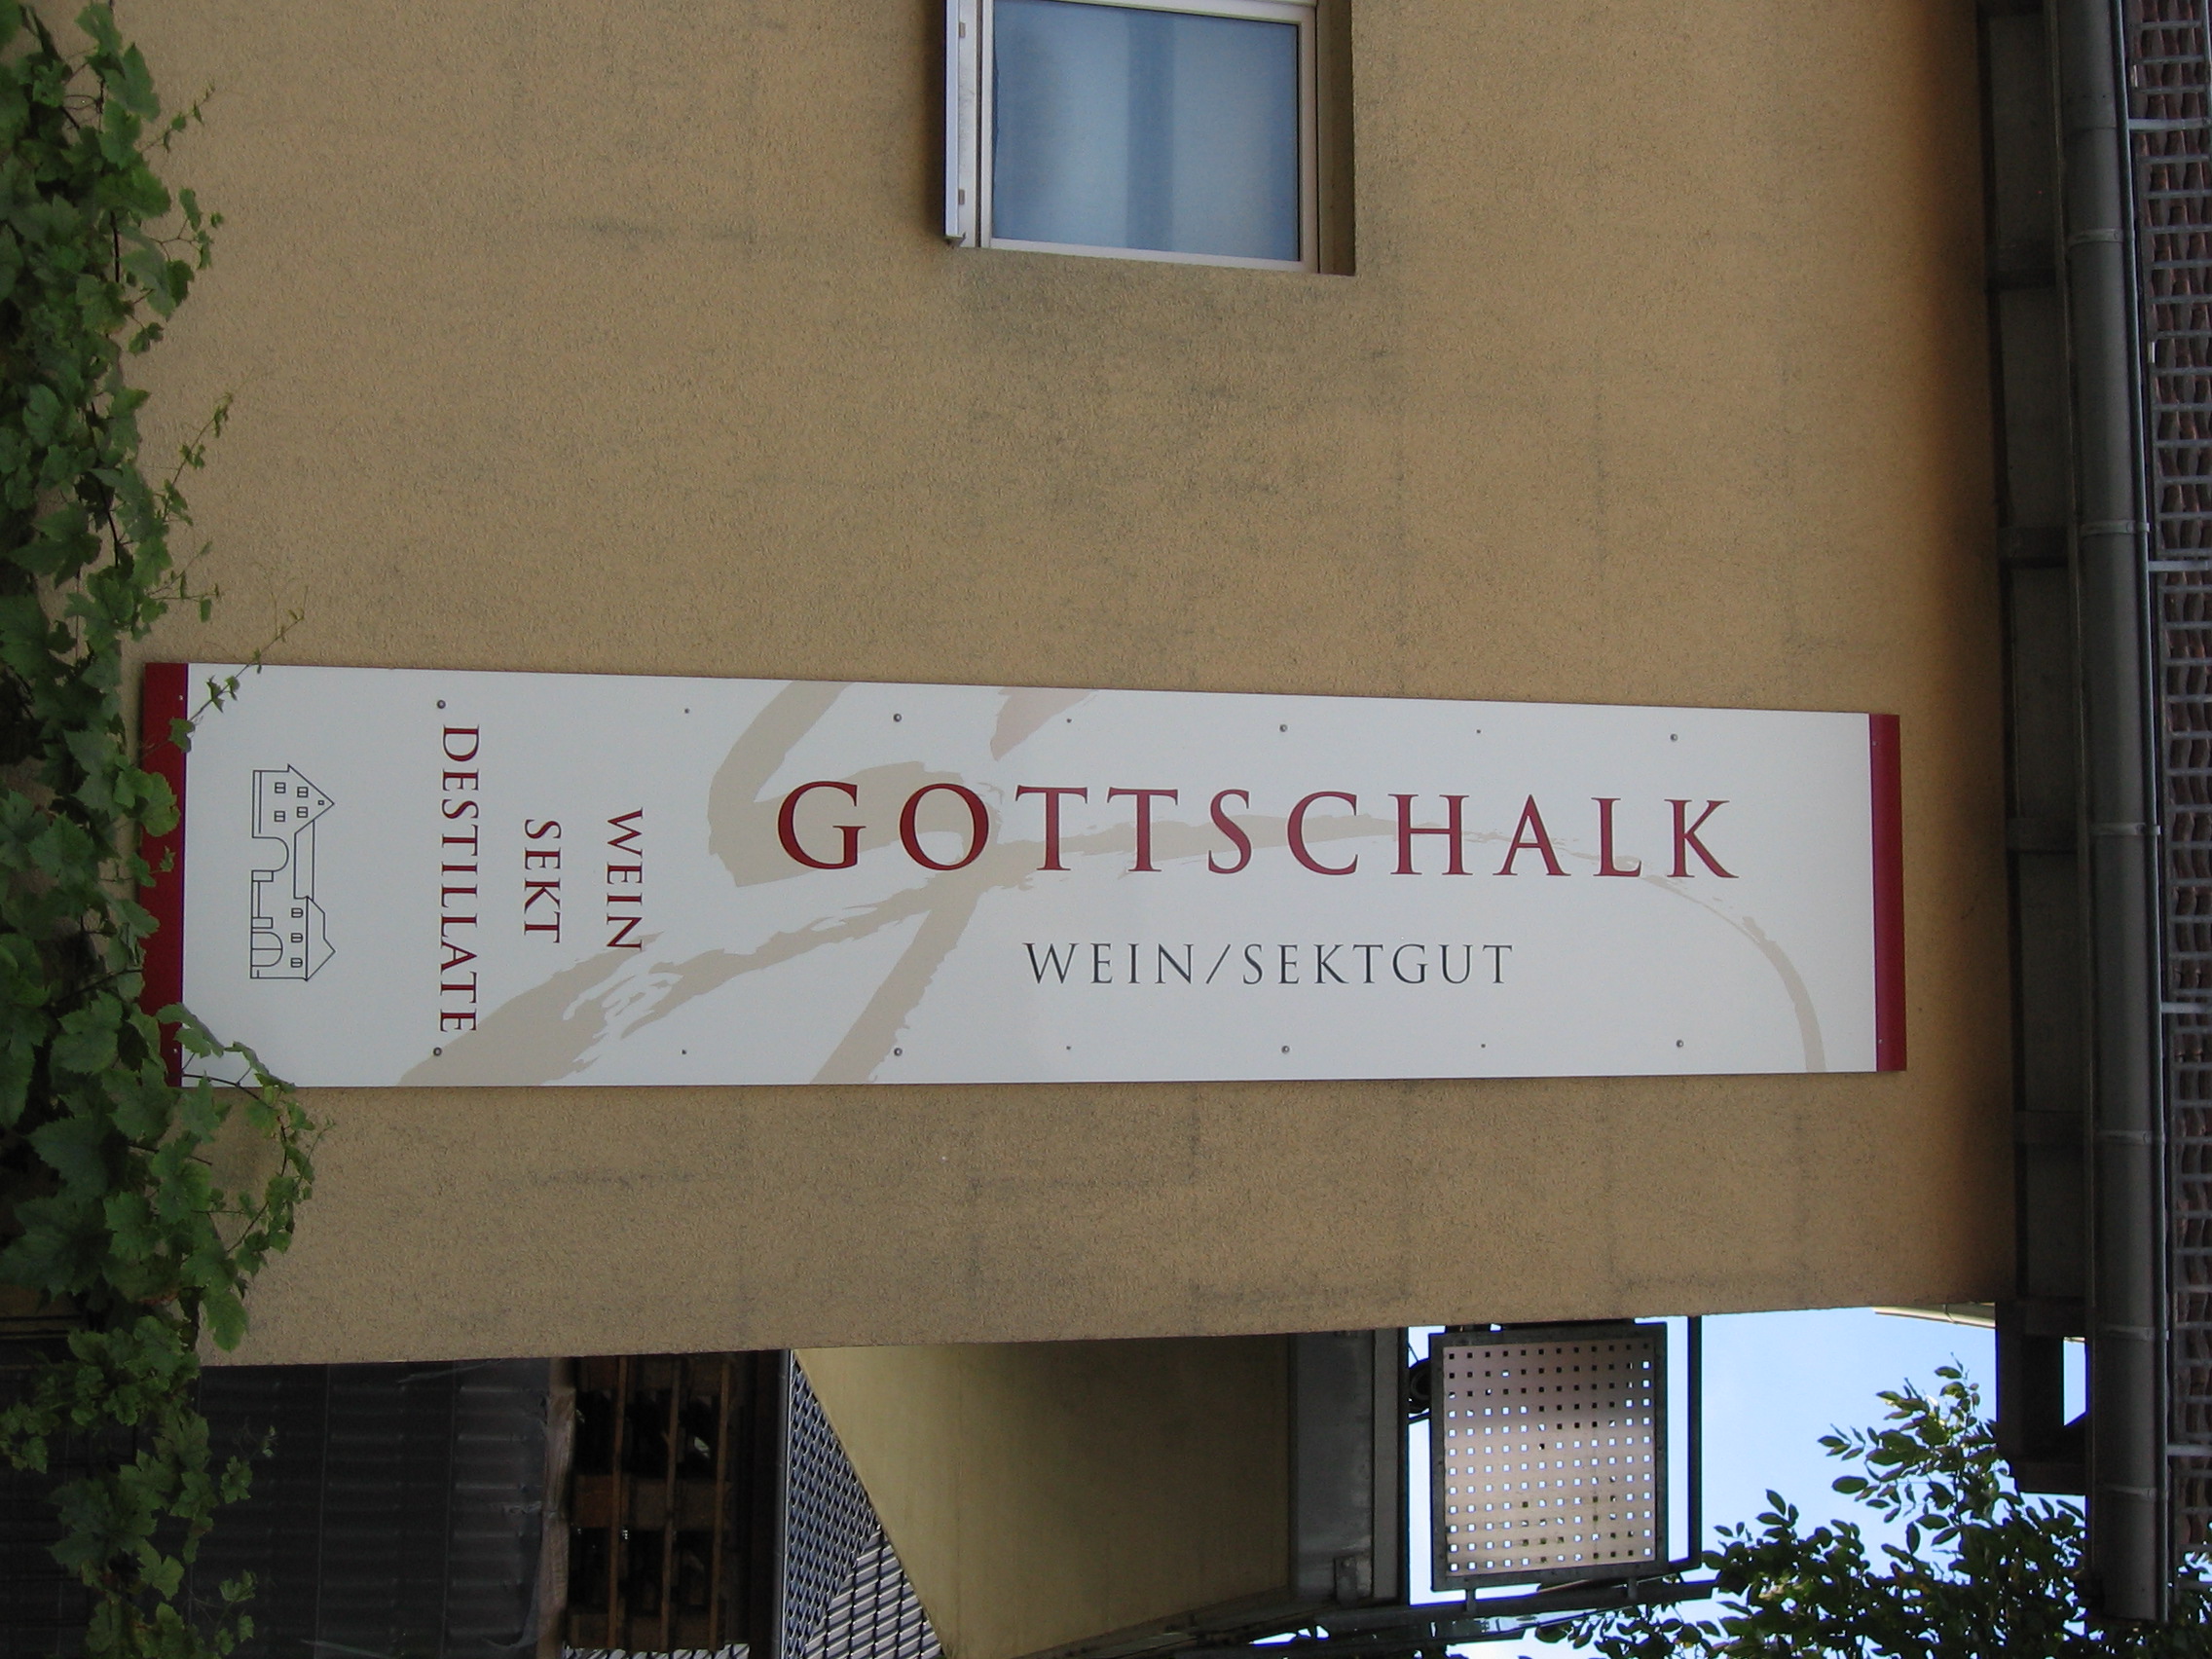 GOTTSCHALK
WEIN/SEKTGUT
WEIN
SEKT
DESTILLATE